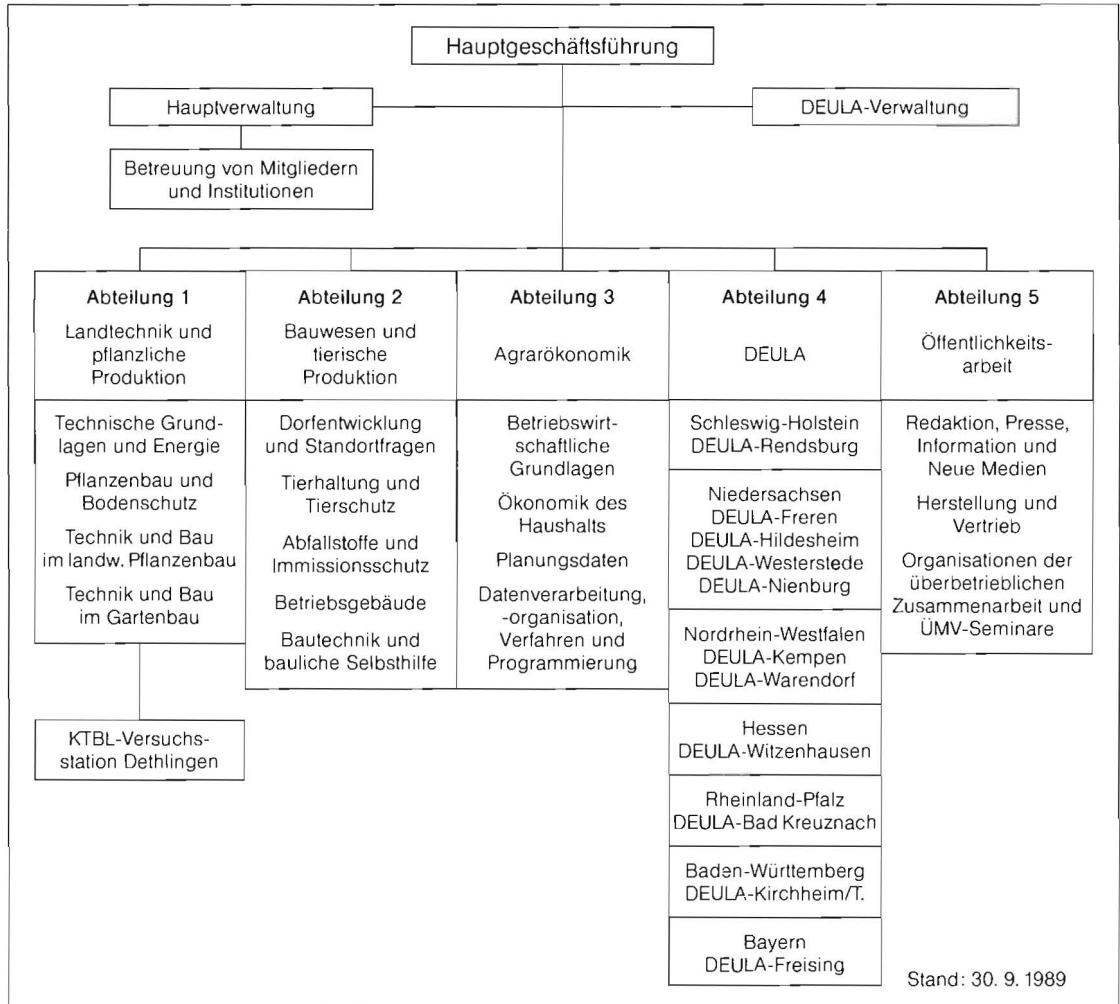 Hauptgeschäftsführung
Hauptverwaltung
DEULA-Verwaltung
Betreuung von Mitgliedern
und Institutionen
Abteilung 1
Landtechnik und
pflanzliche
Produktion
Technische Grund-
lagen und Energie
Pflanzenbau und
Bodenschutz
Technik und Bau
im landw. Pflanzenbau
Technik und Bau
im Gartenbau
KTBL-Versuchs-
station Dethlingen
Abteilung 2
Bauwesen und
tierische
Produktion
Dorfentwicklung
und Standortfragen
Tierhaltung und
Tierschutz
Abfallstoffe und
Immissionsschutz
Betriebsgebäude
Bautechnik und
bauliche Selbsthilfe
Abteilung 3
Agrarökonomik
Betriebswirt-
schaftliche
Grundlagen
Ökonomik des
Haushalts
Planungsdaten
Datenverarbeitung,
-organisation,
Verfahren und
Programmierung
Abteilung 4
DEULA
Schleswig-Holstein
DEULA-Rendsburg
Niedersachsen
DEULA-Freren
DEULA-Hildesheim
DEULA-Westerstede
DEULA-Nienburg
Nordrhein-Westfalen
DEULA-Kempen
DEULA-Warendorf
Hessen
DEULA-Witzenhausen
Rheinland-Pfalz
DEULA-Bad Kreuznach
Baden-Württemberg
DEULA-Kirchheim/T.
Bayern
DEULA-Freising
Abteilung 5
Öffentlichkeits-
arbeit
Redaktion, Presse,
Information und
Neue Medien
Herstellung und
Vertrieb
Organisationen der
überbetrieblichen
Zusammenarbeit und
ÜMV-Seminare
Stand: 30. 9. 1989